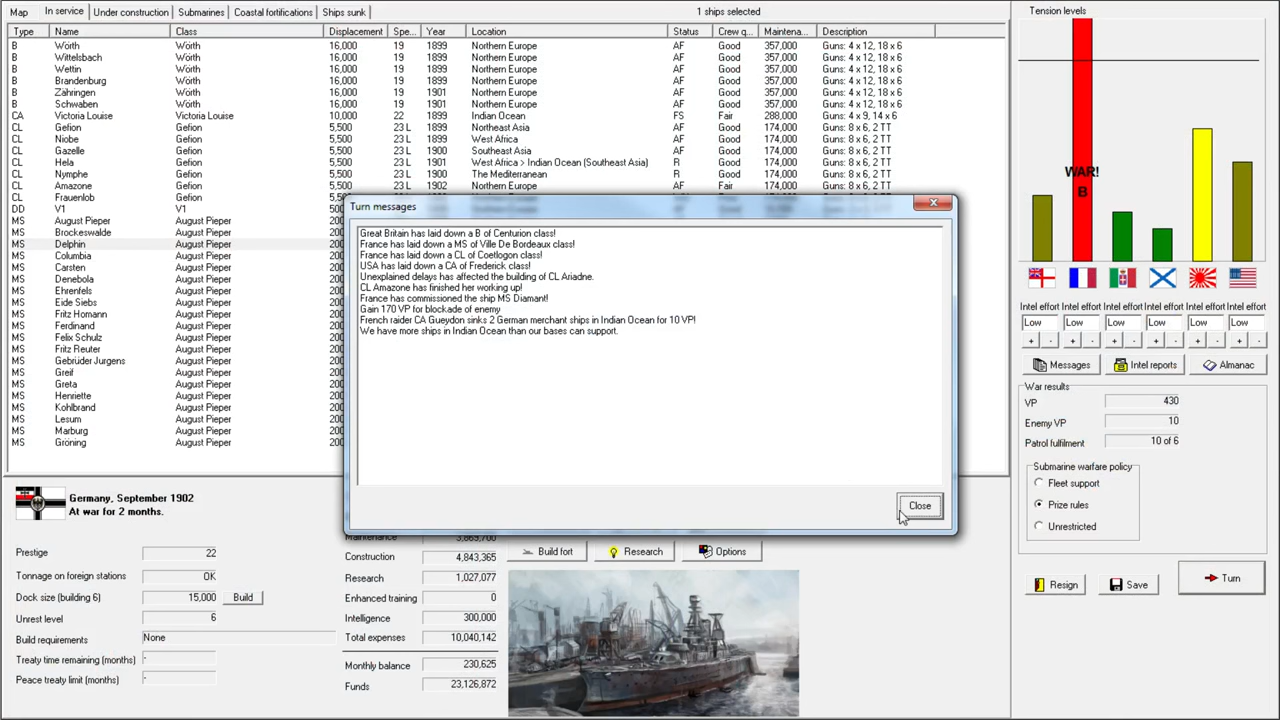 Map
In service
Under construction
Submarines
Coastal fortifications
Ships sunk
1 ships selected
Type Name Class Displacement Spe... Year Location Status Crew q... Maintena... Description
B Wörth Wörth 16,000 19 1899 Northern Europe AF Good 357,000 Guns: 4 x 12, 18 x 6
B Wittelsbach Wörth 16,000 19 1899 Northern Europe AF Good 357,000 Guns: 4 x 12, 18 x 6
B Wettin Wörth 16,000 19 1899 Northern Europe AF Good 357,000 Guns: 4 x 12, 18 x 6
B Brandenburg Wörth 16,000 19 1899 Northern Europe AF Good 357,000 Guns: 4 x 12, 18 x 6
B Zähringen Wörth 16,000 19 1901 Northern Europe AF Good 357,000 Guns: 4 x 12, 18 x 6
B Schwaben Wörth 16,000 19 1901 Northern Europe AF Good 357,000 Guns: 4 x 12, 18 x 6
CA Victoria Louise Victoria Louise 10,000 22 1899 Indian Ocean FS Fair 288,000 Guns: 4 x 9, 14 x 6
CL Gefion Gefion 5,500 23 L 1899 Northeast Asia AF Good 174,000 Guns: 8 x 6, 2 TT
CL Niobe Gefion 5,500 23 L 1899 West Africa AF Good 174,000 Guns: 8 x 6, 2 TT
CL Gazelle Gefion 5,500 23 L 1900 Southeast Asia AF Good 174,000 Guns: 8 x 6, 2 TT
CL Hela Gefion 5,500 23 L 1901 West Africa > Indian Ocean (Southeast Asia) R Good 174,000 Guns: 8 x 6, 2 TT
CL Nymphe Gefion 5,500 23 L 1900 The Mediterranean R Good 174,000 Guns: 8 x 6, 2 TT
CL Amazone Gefion 5,500 23 L 1902 Northern Europe AF Fair 174,000 Guns: 8 x 6, 2 TT
CL Frauenlob Gefion
DD V1 V1
MS August Pieper August Pieper 200
MS Brockeswalde August Pieper 200
MS Delphin August Pieper 200
MS Columbia August Pieper 200
MS Carsten August Pieper 200
MS Denebola August Pieper 200
MS Ehrenfels August Pieper 200
MS Eide Siebs August Pieper 200
MS Fritz Homann August Pieper 200
MS Ferdinand August Pieper 200
MS Felix Schulz August Pieper 200
MS Fritz Reuter August Pieper 200
MS Gebrüder Jurgens August Pieper 200
MS Greif August Pieper 200
MS Greta August Pieper 200
MS Henriette August Pieper 200
MS Kohlbrand August Pieper 200
MS Lesum August Pieper 200
MS Marburg August Pieper 200
MS Gröning August Pieper 200
Turn messages
Great Britain has laid down a B of Centurion class!
France has laid down a MS of Ville De Bordeaux class!
France has laid down a CL of Coetlogon class!
USA has laid down a CA of Frederick class!
Unexplained delays has affected the building of CL Ariadne.
CL Amazone has finished her working up!
France has commissioned the ship MS Diamant!
Gain 170 VP for blockade of enemy
French raider CA Gueydon sinks 2 German merchant ships in Indian Ocean for 10 VP!
We have more ships in Indian Ocean than our bases can support.
Close
Germany, September 1902
At war for 2 months.
Prestige 22
Tonnage on foreign stations OK
Dock size (building 6) 15,000 Build
Unrest level 6
Build requirements None
Treaty time remaining (months) -
Peace treaty limit (months) -
Maintenance 3,869,700
Construction 4,843,365
Research 1,027,077
Enhanced training 0
Intelligence 300,000
Total expenses 10,040,142
Monthly balance 230,625
Funds 23,126,872
Build fort
Research
Options
Tension levels
WAR!
B
Intel effort Intel effort Intel effort Intel effort Intel effort Intel effort
Low Low Low Low Low Low
+ - + - + - + - + - + -
Messages
Intel reports
Almanac
War results
VP 430
Enemy VP 10
Patrol fulfilment 10 of 6
Submarine warfare policy
Fleet support
Prize rules
Unrestricted
Resign
Save
Turn